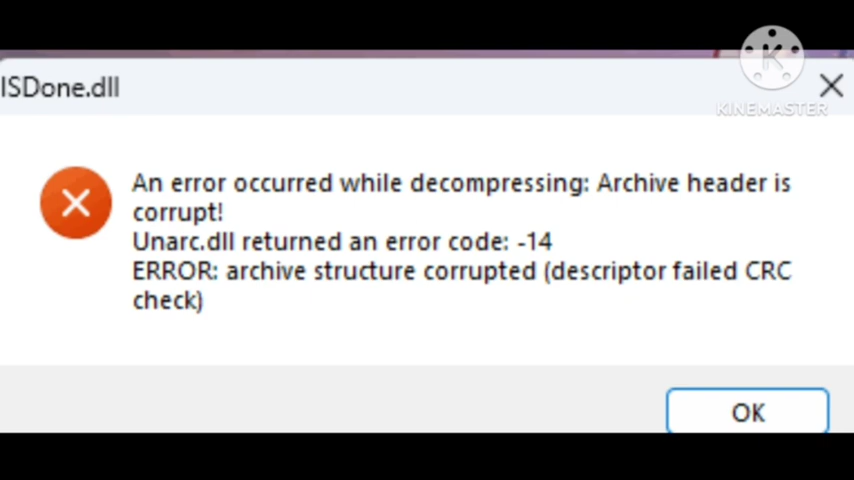 KINEMASTER
ISDone.dll
An error occurred while decompressing: Archive header is
corrupt!
Unarc.dll returned an error code: -14
ERROR: archive structure corrupted (descriptor failed CRC
check)
OK